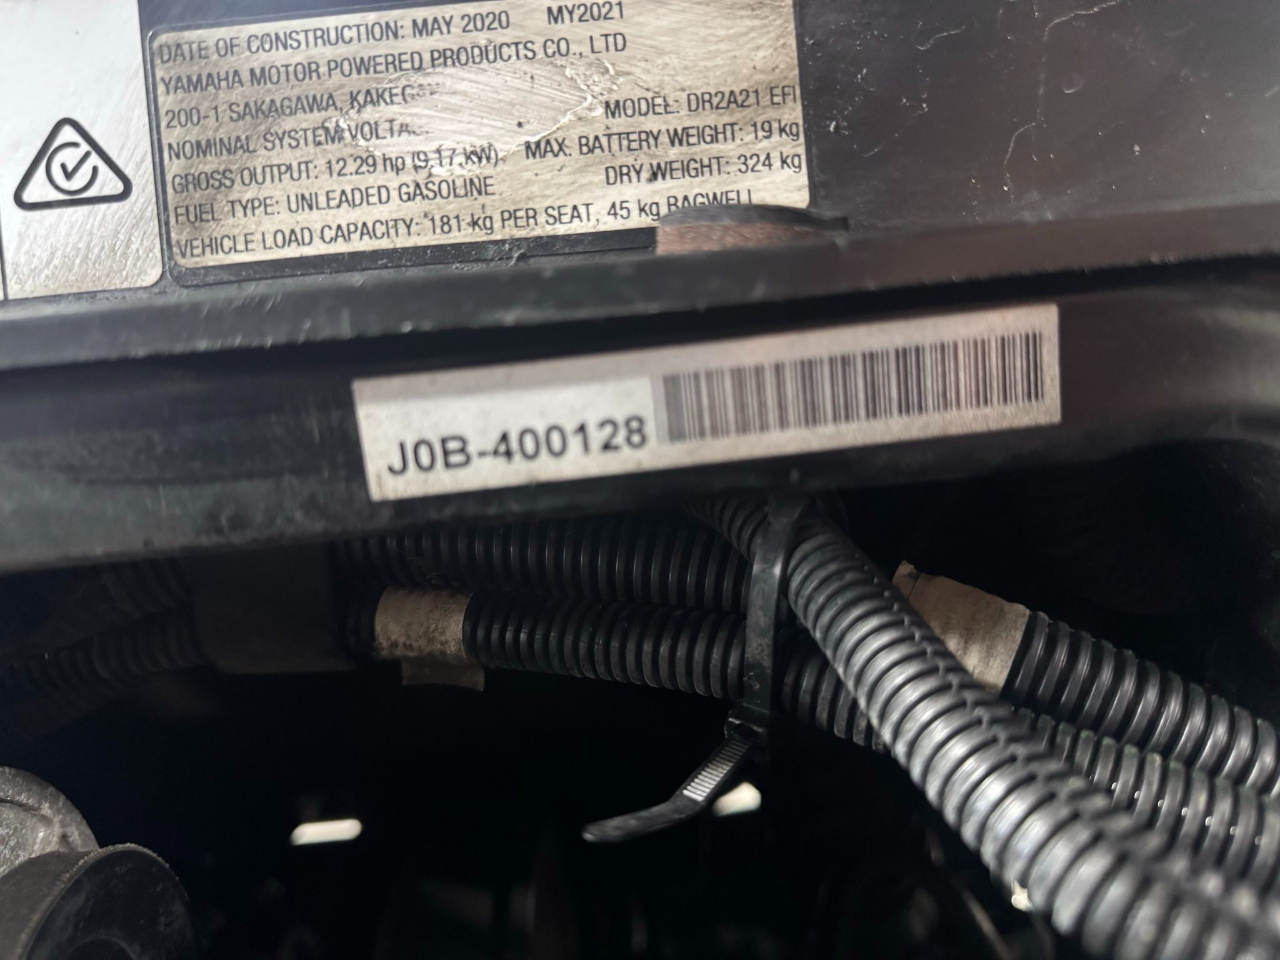 DATE OF CONSTRUCTION: MAY 2020 MY2021
YAMAHA MOTOR POWERED PRODUCTS CO., LTD
200-1 SAKAGAWA,
NOMINAL SYSTEM MODEL: DR2A21 EFI
GROSS OUTPUT: 12.29 hp (9.17 kW). MAX. BATTERY WEIGHT: 19 kg
FUEL TYPE: UNLEADED GASOLINE DRY WEIGHT: 324 kg
VEHICLE LOAD CAPACITY: 181 kg PER SEAT, 45 kg BAGWELL
J0B-400128